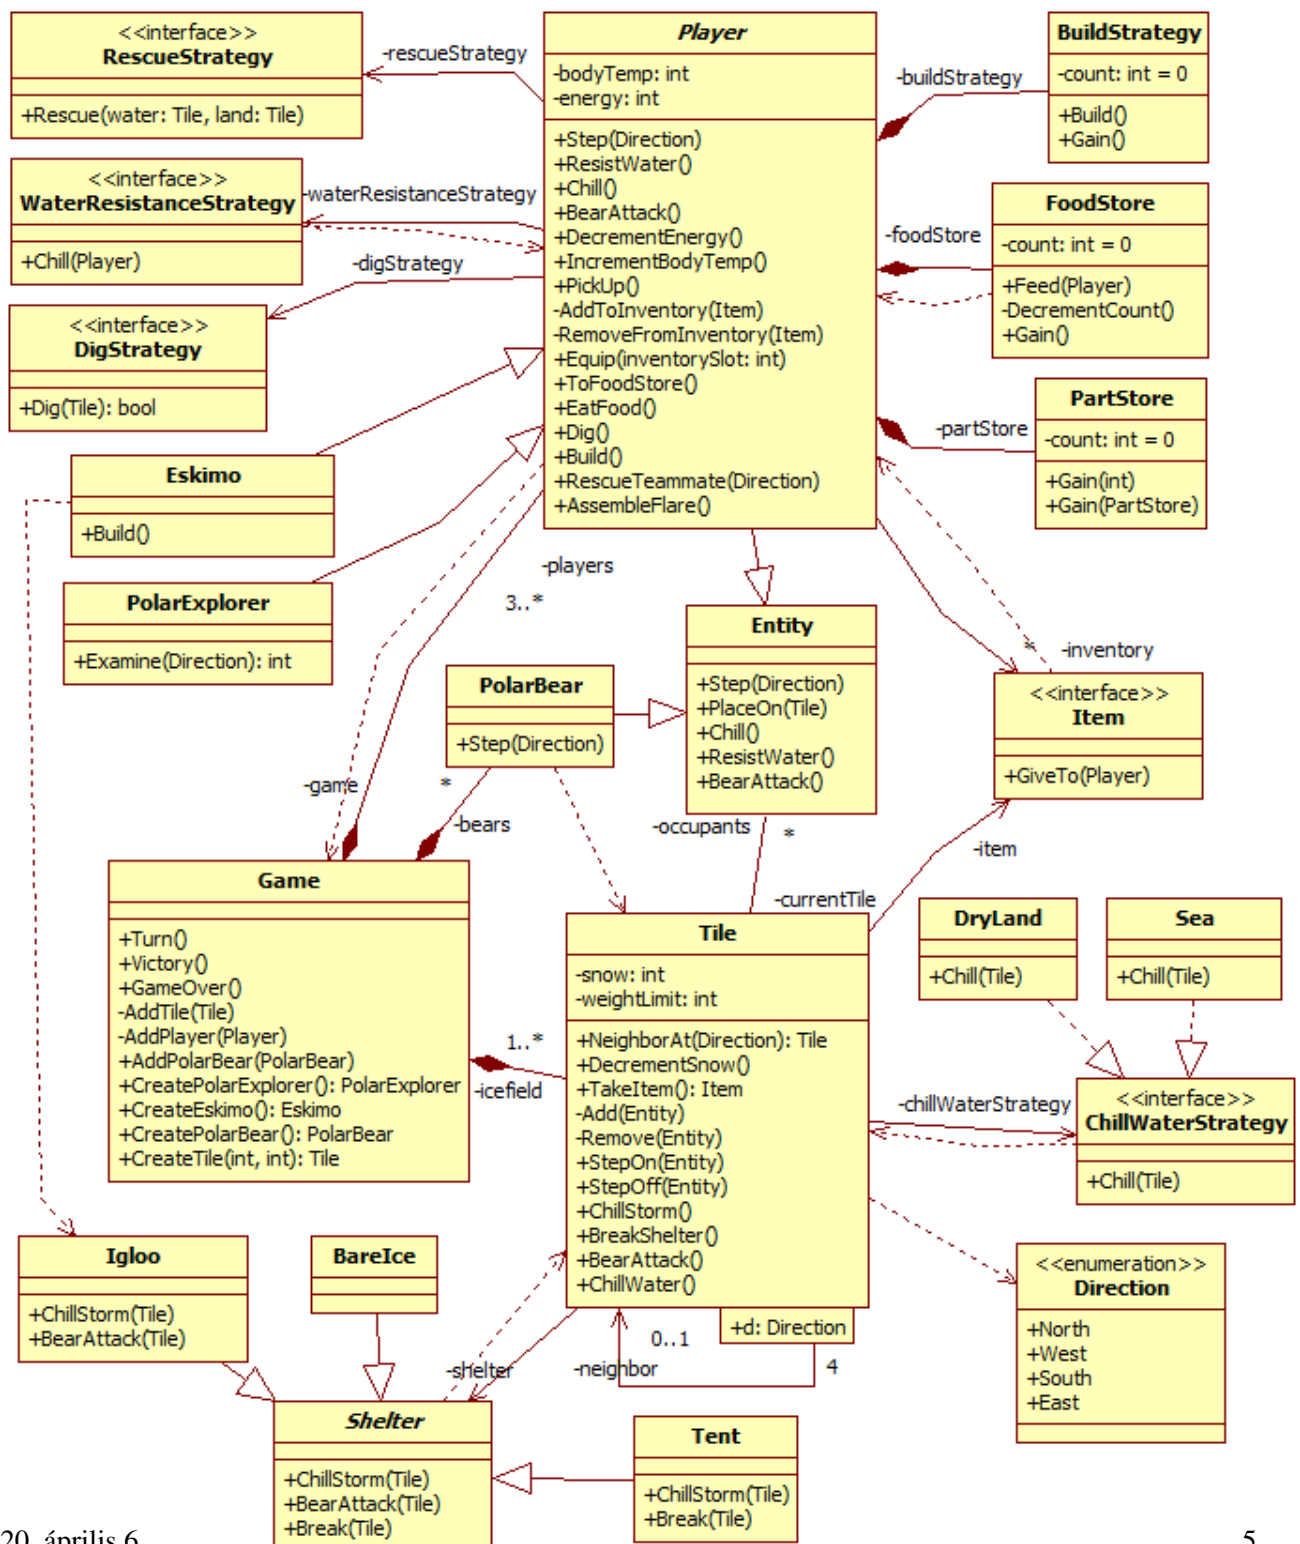 <<interface>>
RescueStrategy
+Rescue(water: Tile, land: Tile)
-rescueStrategy
<<interface>>
WaterResistanceStrategy
+Chill(Player)
-waterResistanceStrategy
<<interface>>
DigStrategy
+Dig(Tile): bool
-digStrategy
Player
-bodyTemp: int
-energy: int
+Step(Direction)
+ResistWater()
+Chill()
+BearAttack()
+DecrementEnergy()
+IncrementBodyTemp()
+PickUp()
-AddToInventory(Item)
-RemoveFromInventory(Item)
+Equip(inventorySlot: int)
+ToFoodStore()
+EatFood()
+Dig()
+Build()
+RescueTeammate(Direction)
+AssembleFlare()
-buildStrategy
BuildStrategy
-count: int = 0
+Build()
+Gain()
-foodStore
FoodStore
-count: int = 0
+Feed(Player)
-DecrementCount()
+Gain()
-partStore
PartStore
-count: int = 0
+Gain(int)
+Gain(PartStore)
Eskimo
+Build()
PolarExplorer
+Examine(Direction): int
-players
3..*
Entity
+Step(Direction)
+PlaceOn(Tile)
+Chill()
+ResistWater()
+BearAttack()
*
-inventory
<<interface>>
Item
+GiveTo(Player)
PolarBear
+Step(Direction)
-game
*
-bears
-occupants
*
-item
-currentTile
Game
+Turn()
+Victory()
+GameOver()
-AddTile(Tile)
-AddPlayer(Player)
+AddPolarBear(PolarBear)
+CreatePolarExplorer(): PolarExplorer
+CreateEskimo(): Eskimo
+CreatePolarBear(): PolarBear
+CreateTile(int, int): Tile
1..*
-icefield
Tile
-snow: int
-weightLimit: int
+NeighborAt(Direction): Tile
+DecrementSnow()
+TakeItem(): Item
-Add(Entity)
-Remove(Entity)
+StepOn(Entity)
+StepOff(Entity)
+ChillStorm()
+BreakShelter()
+BearAttack()
+ChillWater()
+d: Direction
0..1
-neighbor
4
DryLand
+Chill(Tile)
Sea
+Chill(Tile)
-chillWaterStrategy
<<interface>>
ChillWaterStrategy
+Chill(Tile)
<<enumeration>>
Direction
+North
+West
+South
+East
Igloo
+ChillStorm(Tile)
+BearAttack(Tile)
BareIce
-shelter
Shelter
+ChillStorm(Tile)
+BearAttack(Tile)
+Break(Tile)
Tent
+ChillStorm(Tile)
+Break(Tile)
20. április 6.
5